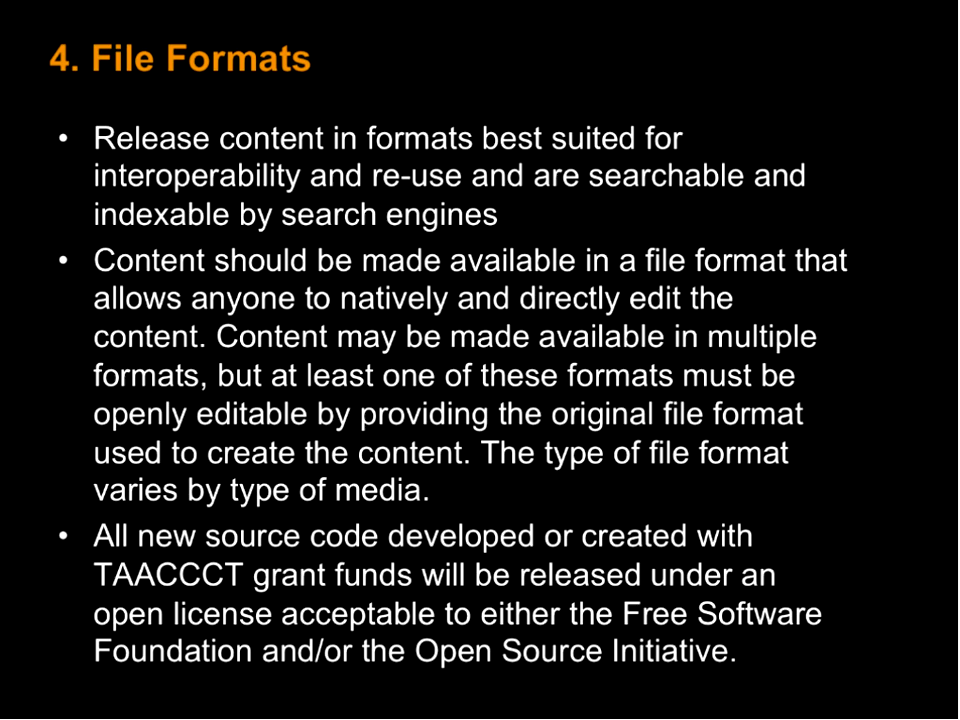 4. File Formats
• Release content in formats best suited for
interoperability and re-use and are searchable and
indexable by search engines
• Content should be made available in a file format that
allows anyone to natively and directly edit the
content. Content may be made available in multiple
formats, but at least one of these formats must be
openly editable by providing the original file format
used to create the content. The type of file format
varies by type of media.
• All new source code developed or created with
TAACCCT grant funds will be released under an
open license acceptable to either the Free Software
Foundation and/or the Open Source Initiative.